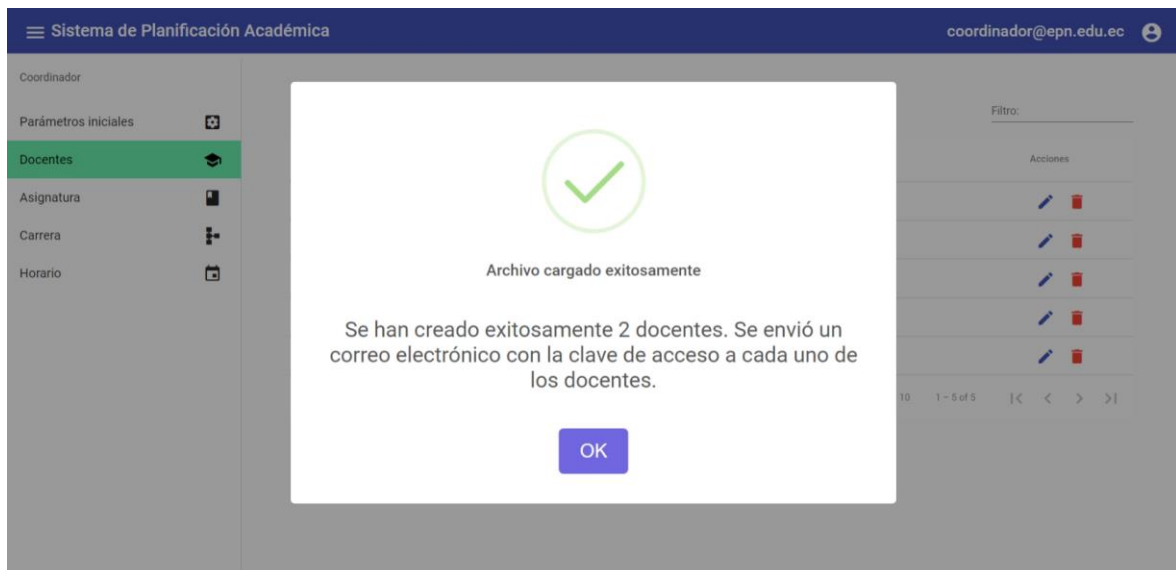 Sistema de Planificación Académica
coordinador@epn.edu.ec
Coordinador
Parámetros iniciales
Docentes
Asignatura
Carrera
Horario
Filtro:
Acciones
Archivo cargado exitosamente
Se han creado exitosamente 2 docentes. Se envió un
correo electrónico con la clave de acceso a cada uno de
los docentes.
OK
10 1 – 5 of 5